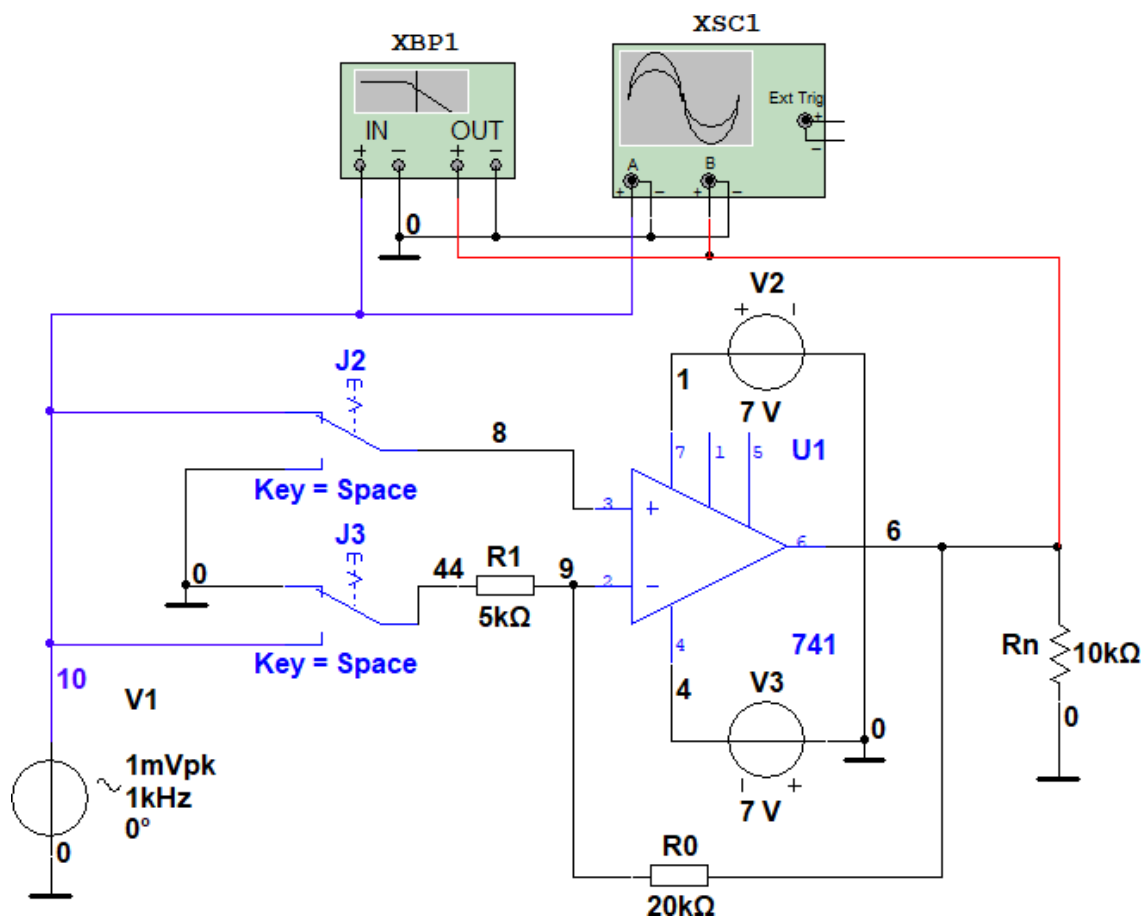 XSC1
XBP1
Ext Trig
+
−
IN OUT
+ − + −
A B
+ − + −
0
V2
+ −
J2
1
7 V
8
7 1 5 U1
Key = Space
3 +
J3
6 6
0
44 R1 9
2 −
5kΩ
4 741
Rn 10kΩ
Key = Space
10
V1
4 V3
0
0
1mVpk
1kHz
0°
− +
7 V
0
R0
20kΩ